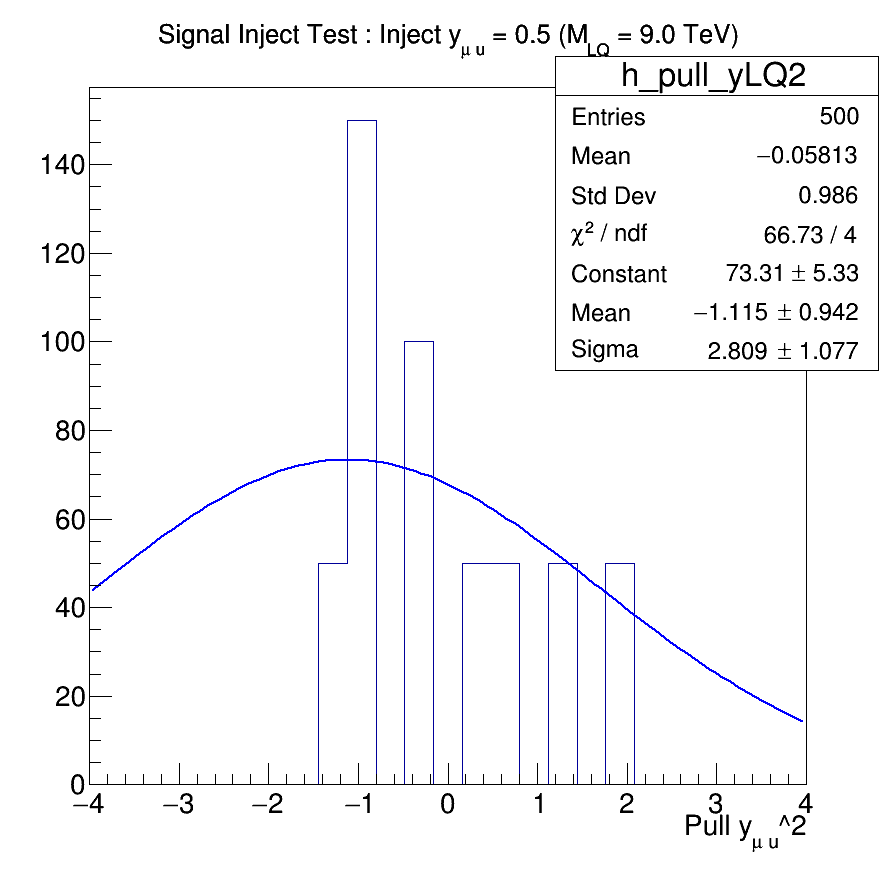 Signal Inject Test : Inject y_μu = 0.5 (M_LQ = 9.0 TeV)
h_pull_yLQ2
Entries 500
Mean −0.05813
Std Dev 0.986
χ² / ndf 66.73 / 4
Constant 73.31 ± 5.33
Mean −1.115 ± 0.942
Sigma 2.809 ± 1.077
140
120
100
80
60
40
20
0
−4 −3 −2 −1 0 1 2 3 4
Pull y_μu^2